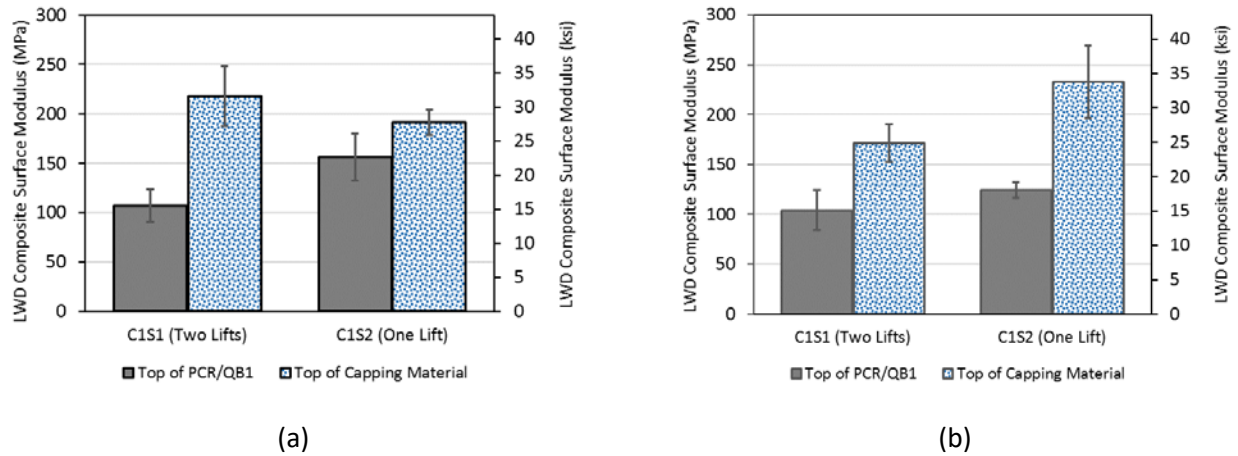 LWD Composite Surface Modulus (MPa)
300
250
200
150
100
50
0
C1S1 (Two Lifts)
C1S2 (One Lift)
40
35
30
25
20
15
10
5
0
LWD Composite Surface Modulus (ksi)
Top of PCR/QB1
Top of Capping Material
(a)
LWD Composite Surface Modulus (MPa)
300
250
200
150
100
50
0
C1S1 (Two Lifts)
C1S2 (One Lift)
40
35
30
25
20
15
10
5
0
LWD Composite Surface Modulus (ksi)
Top of PCR/QB1
Top of Capping Material
(b)